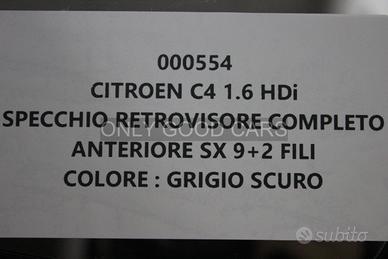 000554
CITROEN C4 1.6 HDi
SPECCHIO RETROVISORE COMPLETO
ONLY GOOD CARS
ANTERIORE SX 9+2 FILI
COLORE : GRIGIO SCURO
subito